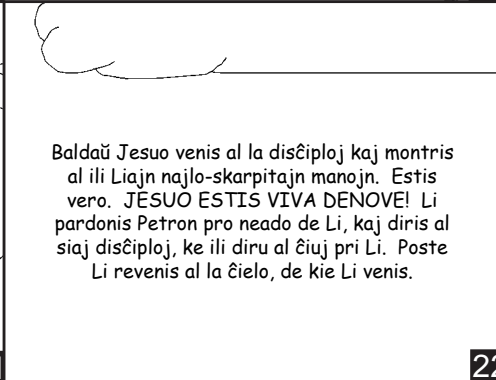 Baldaŭ Jesuo venis al la disĉiploj kaj montris
al ili Liajn najlo-skarpitajn manojn. Estis
vero. JESUO ESTIS VIVA DENOVE! Li
pardonis Petron pro neado de Li, kaj diris al
siaj disĉiploj, ke ili diru al ĉiuj pri Li. Poste
Li revenis al la ĉielo, de kie Li venis.